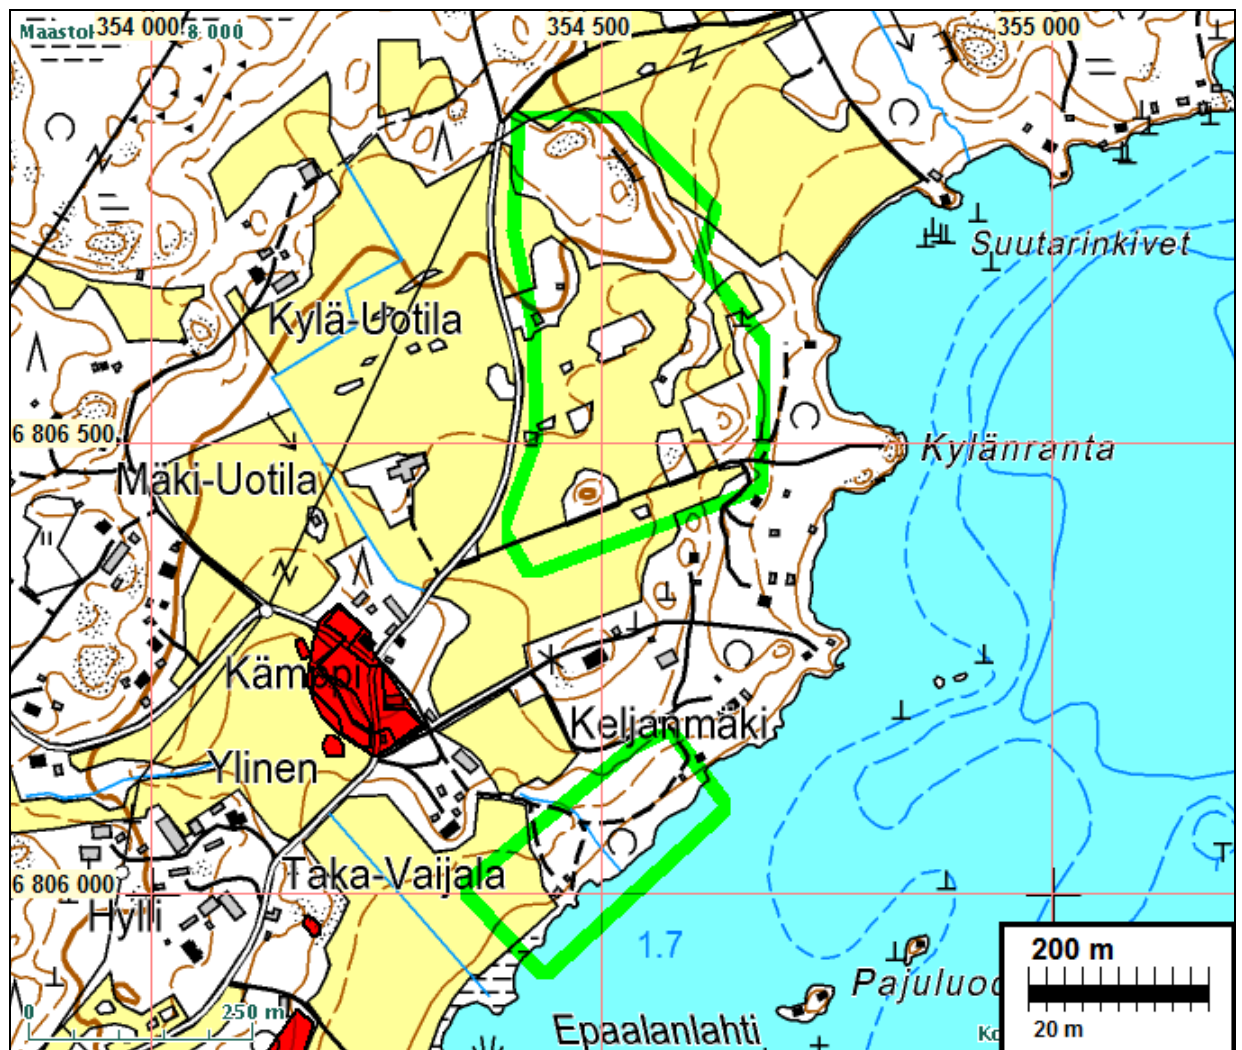 354 000
8 000
354 500
355 000
Suutarinkivet
Kylä-Uotila
6 806 500
Kylänranta
Mäki-Uotila
Kämppi
Keljanmäki
Ylinen
Taka-Vaijala
6 806 000
Hylli
1.7
200 m
Pajuluo
0
250 m
20 m
Epaalanlahti